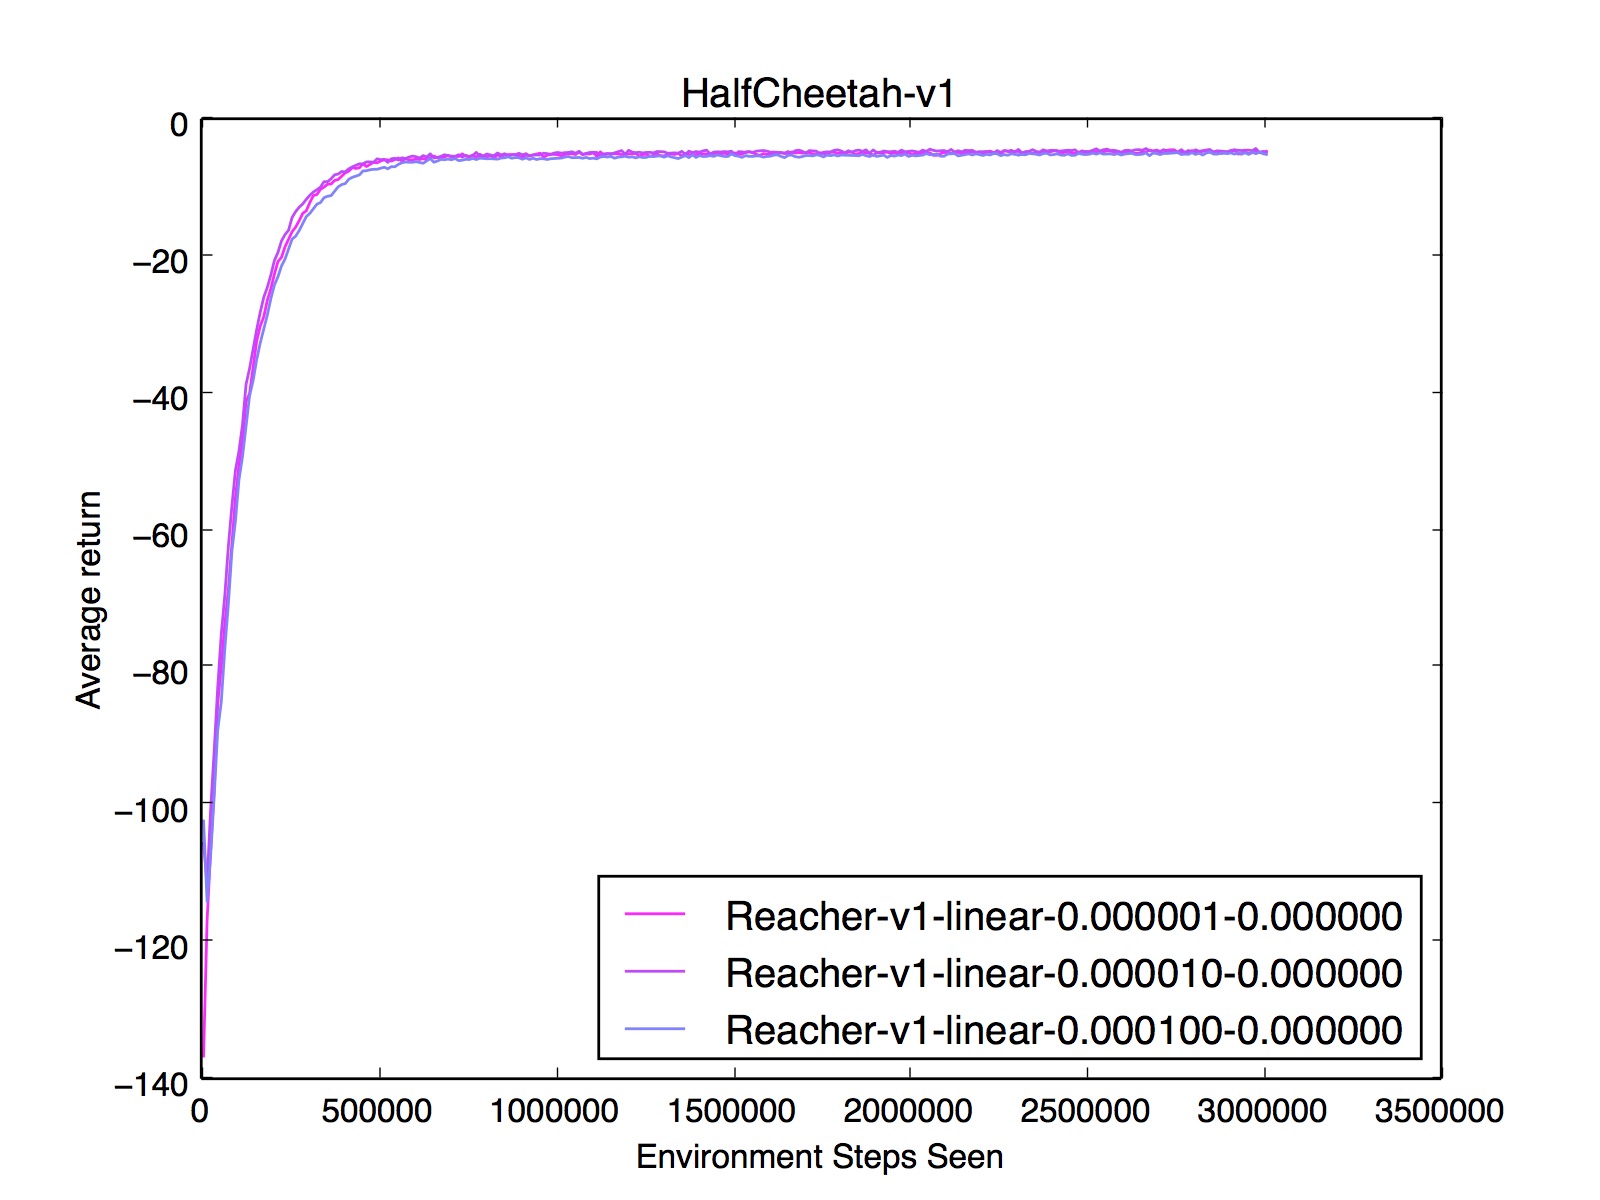 HalfCheetah-v1
0
−20
−40
−60
−80
−100
−120
−140
Average return
Reacher-v1-linear-0.000001-0.000000
Reacher-v1-linear-0.000010-0.000000
Reacher-v1-linear-0.000100-0.000000
0 500000 1000000 1500000 2000000 2500000 3000000 3500000
Environment Steps Seen